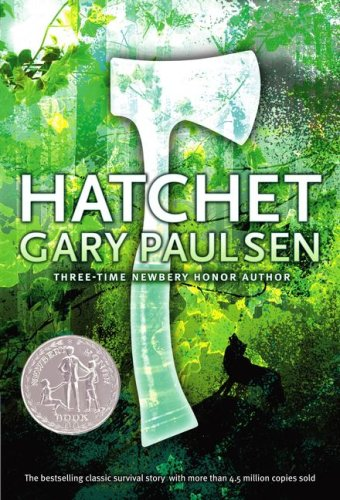 HATCHET
GARY PAULSEN
THREE-TIME NEWBERY HONOR AUTHOR
BOOK
The bestselling classic survival story with more than 4.5 million copies sold